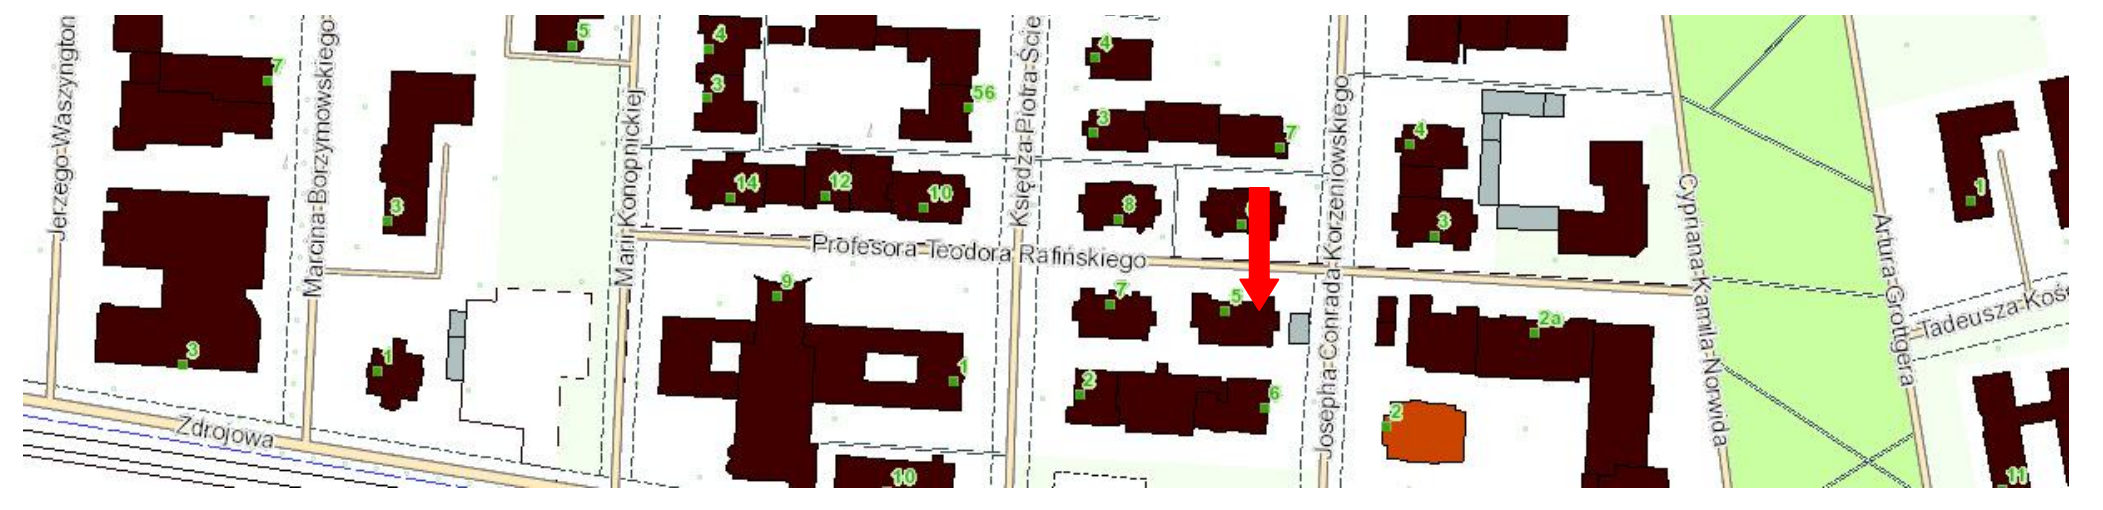 Jerzego Waszyngton
Marcina Borzymowskiego
Marii Konopnickiej
Księdza Piotra Ście
Josepha Conrada Korzeniowskiego
Cypriana Kamila Norwida
Artura Grottgera
Tadeusza Kość
Profesora Teodora Rafińskiego
Zdrojowa
7
5
4
3
56
4
3
7
4
3
3
14
12
10
8
3
1
9
7
5
2a
3
1
1
2
6
2
10
11